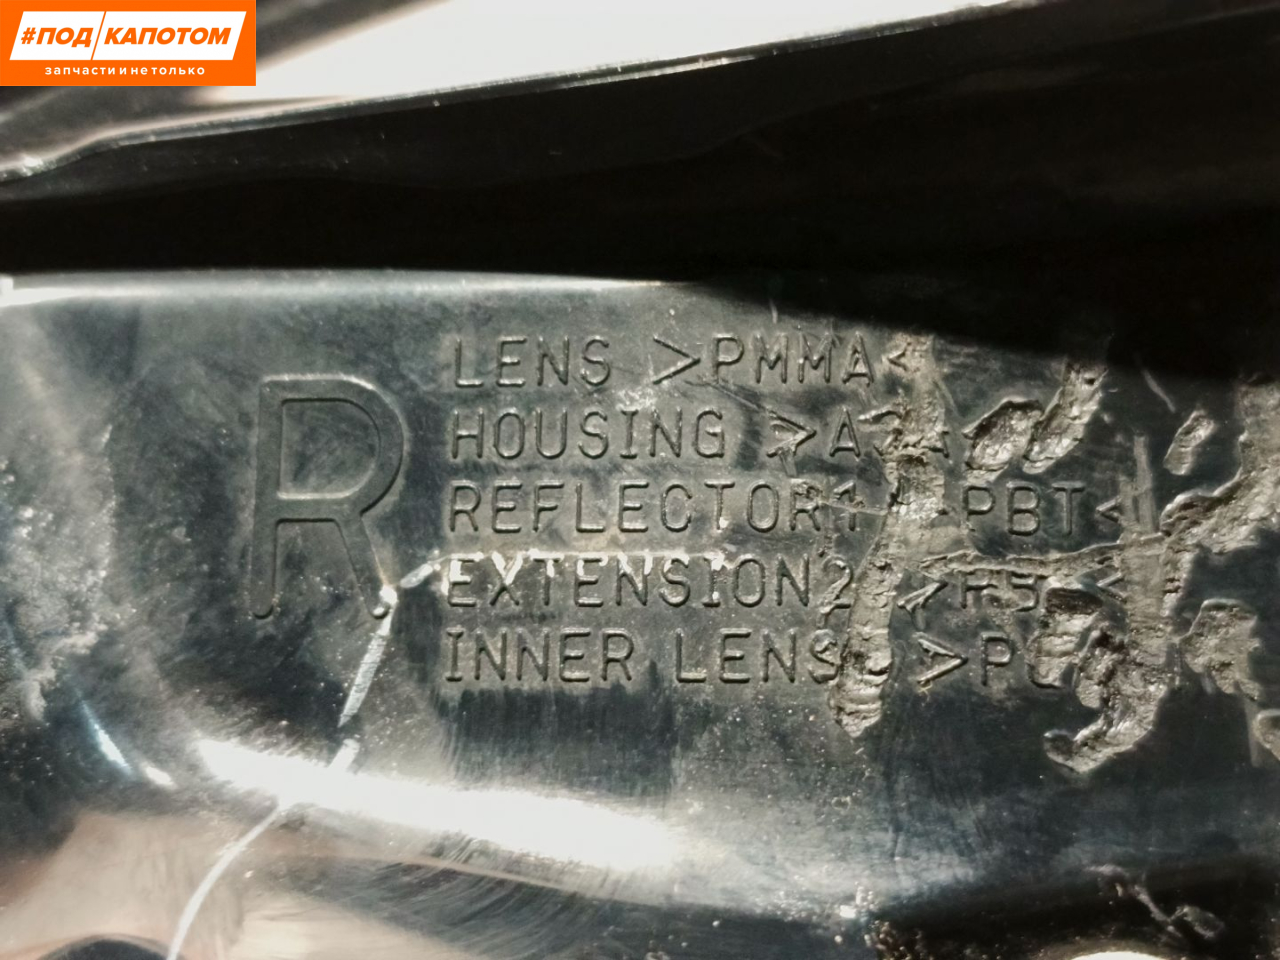 #ПОД КАПОТОМ
запчасти и не только
R
LENS >PMMA<
HOUSING
REFLECTOR1 >PBT<
EXTENSION2
INNER LENS